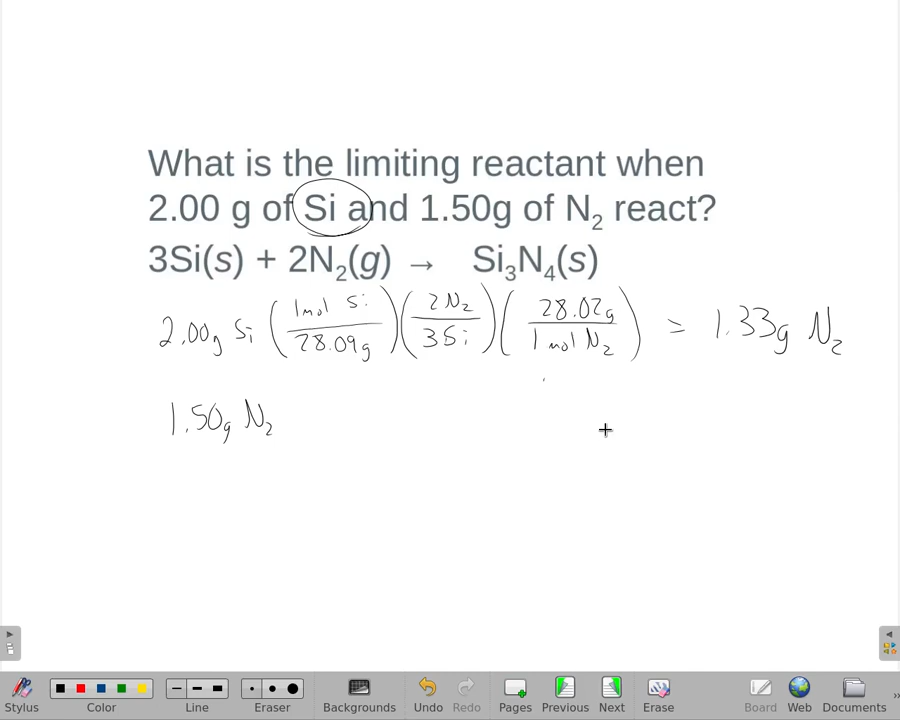 What is the limiting reactant when
2.00 g of Si and 1.50g of N₂ react?
3Si(s) + 2N₂(g) → Si₃N₄(s)
2.00g Si (1mol Si / 28.09g)(2N₂ / 3Si)(28.02g / 1molN₂) = 1.33g N₂
1.50g N₂
Stylus Color Line Eraser Backgrounds Undo Redo Pages Previous Next Erase Board Web Documents